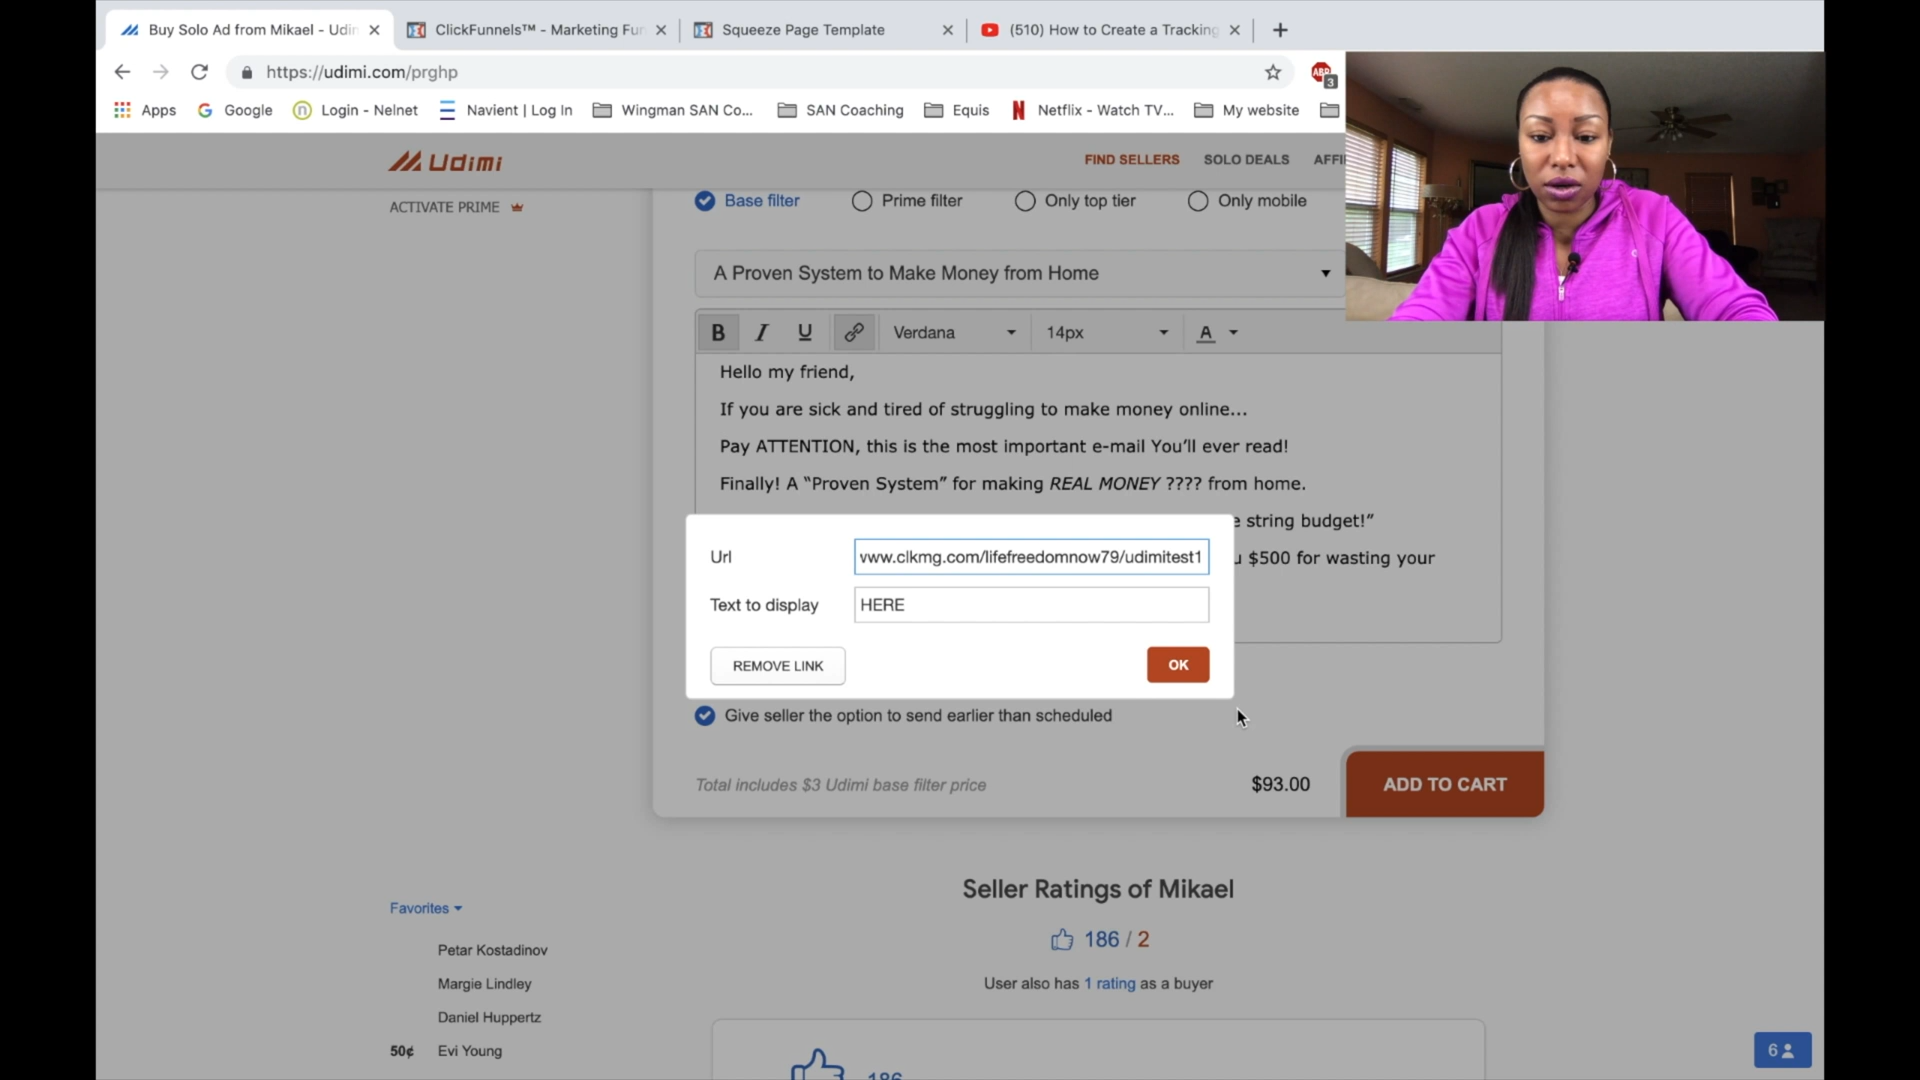 Buy Solo Ad from Mikael - Udin
ClickFunnels™ - Marketing Fun
Squeeze Page Template
(510) How to Create a Tracking
https://udimi.com/prghp
ABP
3
Apps
Google
Login - Nelnet
Navient | Log In
Wingman SAN Co...
SAN Coaching
Equis
Netflix - Watch TV...
My website
Udimi
FIND SELLERS
SOLO DEALS
AFFI
ACTIVATE PRIME
Base filter
Prime filter
Only top tier
Only mobile
A Proven System to Make Money from Home
B I U
Verdana
14px
A
Hello my friend,
If you are sick and tired of struggling to make money online...
Pay ATTENTION, this is the most important e-mail You'll ever read!
Finally! A “Proven System” for making REAL MONEY ???? from home.
e string budget!”
u $500 for wasting your
Url
www.clkmg.com/lifefreedomnow79/udimitest1
Text to display
HERE
REMOVE LINK
OK
Give seller the option to send earlier than scheduled
Total includes $3 Udimi base filter price
$93.00
ADD TO CART
Seller Ratings of Mikael
186 / 2
User also has 1 rating as a buyer
186
Favorites
Petar Kostadinov
Margie Lindley
Daniel Huppertz
50¢ Evi Young
6